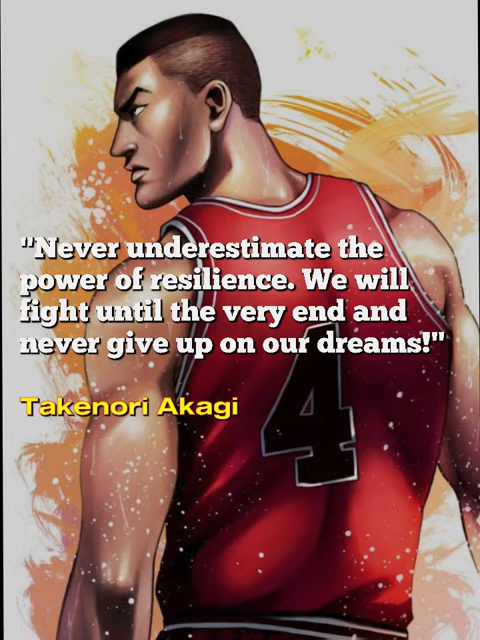 "Never underestimate the
power of resilience. We will
fight until the very end and
never give up on our dreams!"
Takenori Akagi
4